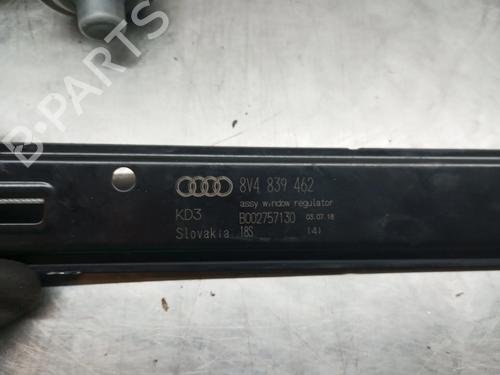 B-PARTS
8V4 839 462
assy window regulator
KD3 B002757130 03.07.18
Slovakia 18S (4)